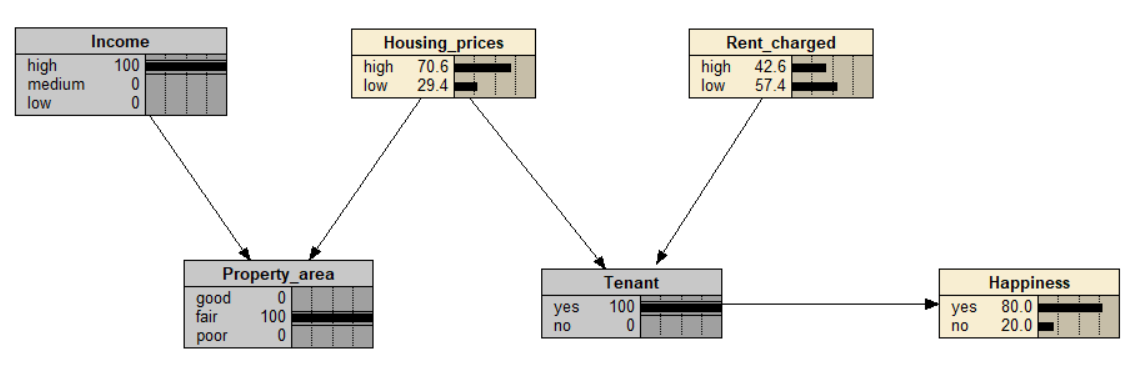 Income
high 100
medium 0
low 0
Housing_prices
high 70.6
low 29.4
Rent_charged
high 42.6
low 57.4
Property_area
good 0
fair 100
poor 0
Tenant
yes 100
no 0
Happiness
yes 80.0
no 20.0